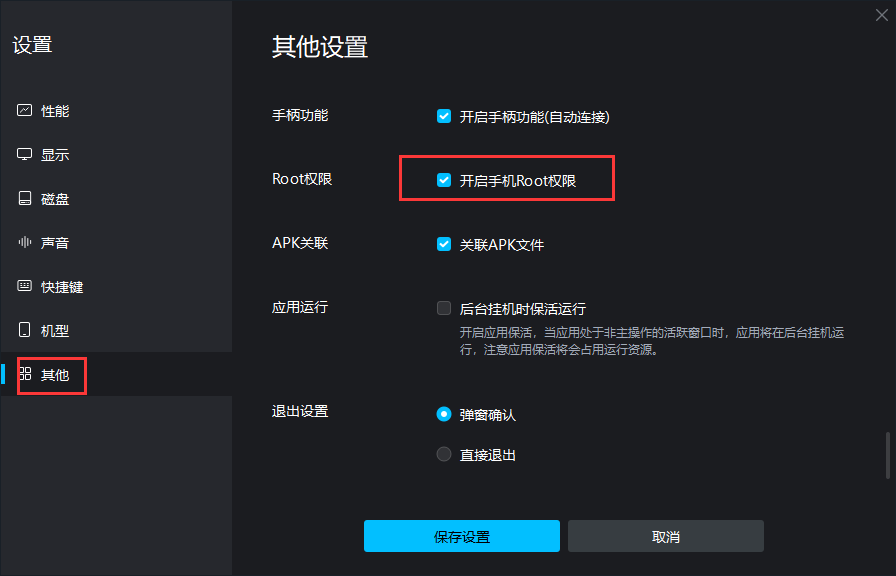 设置
性能
显示
磁盘
声音
快捷键
机型
其他
其他设置
手柄功能
开启手柄功能(自动连接)
Root权限
开启手机Root权限
APK关联
关联APK文件
应用运行
后台挂机时保活运行
开启应用保活，当应用处于非主操作的活跃窗口时，应用将在后台挂机运
行，注意应用保活将会占用运行资源。
退出设置
弹窗确认
直接退出
保存设置
取消